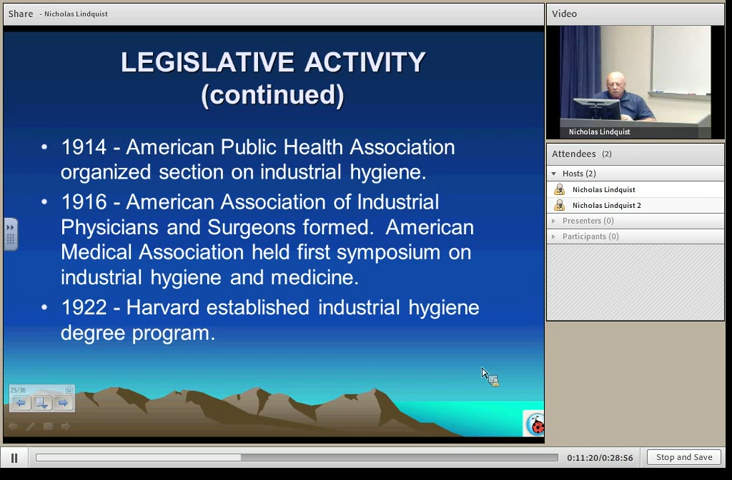 Share - Nicholas Lindquist
LEGISLATIVE ACTIVITY
(continued)
• 1914 - American Public Health Association
organized section on industrial hygiene.
• 1916 - American Association of Industrial
Physicians and Surgeons formed. American
Medical Association held first symposium on
industrial hygiene and medicine.
• 1922 - Harvard established industrial hygiene
degree program.
25/36
Video
Nicholas Lindquist
Attendees (2)
Hosts (2)
Nicholas Lindquist
Nicholas Lindquist 2
Presenters (0)
Participants (0)
0:11:20/0:28:56
Stop and Save